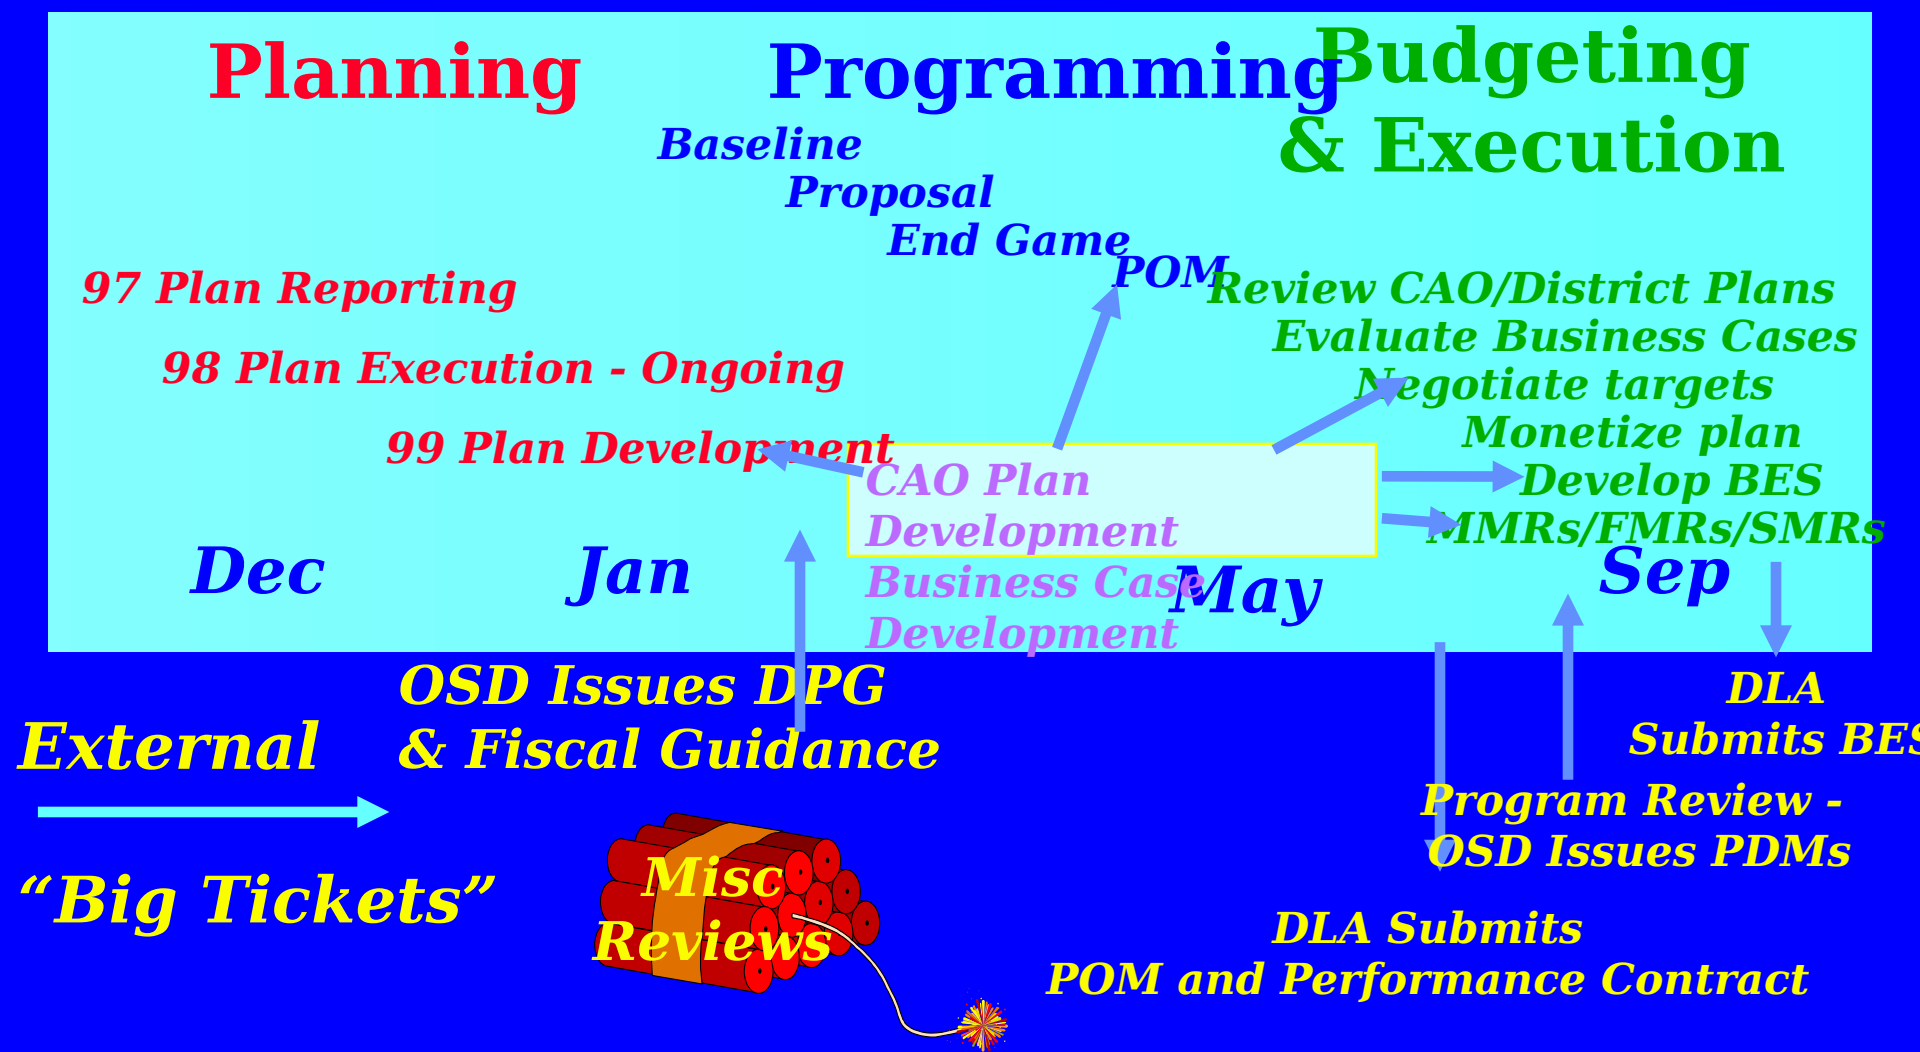 Planning
Programming
Budgeting
& Execution
Baseline
Proposal
End Game
POM
97 Plan Reporting
98 Plan Execution - Ongoing
99 Plan Development
Review CAO/District Plans
Evaluate Business Cases
Negotiate targets
Monetize plan
Develop BES
MMRs/FMRs/SMRs
CAO Plan
Development
Business Case
Development
Dec
Jan
May
Sep
External
OSD Issues DPG
& Fiscal Guidance
“Big Tickets”
Misc
Reviews
DLA
Submits BES
Program Review -
OSD Issues PDMs
DLA Submits
POM and Performance Contract